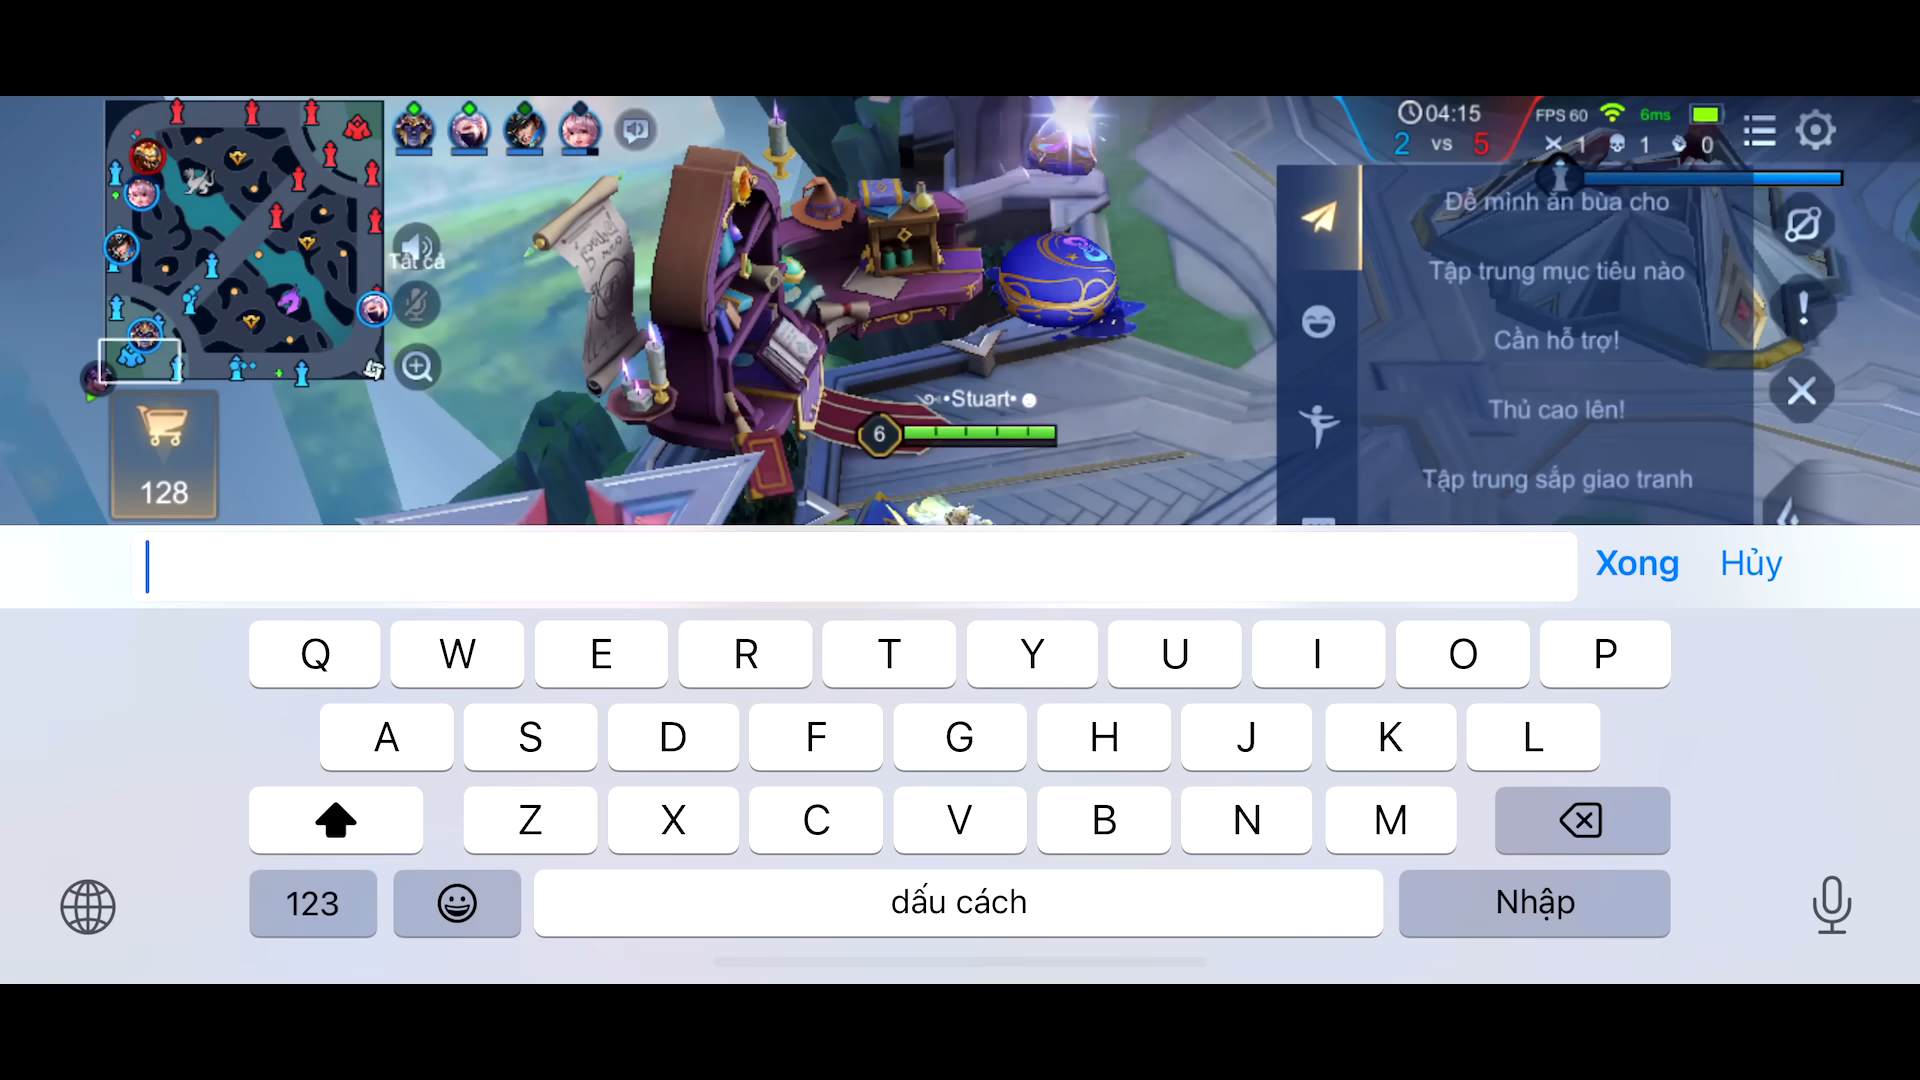 04:15
FPS 60
6ms
2 vs 5
1
1
0
Để mình ăn bùa cho
Tất cả
Tập trung mục tiêu nào
Cần hỗ trợ!
•Stuart•
Thủ cao lên!
6
Tập trung sắp giao tranh
128
Xong
Hủy
Q W E R T Y U I O P
A S D F G H J K L
Z X C V B N M
123
dấu cách
Nhập